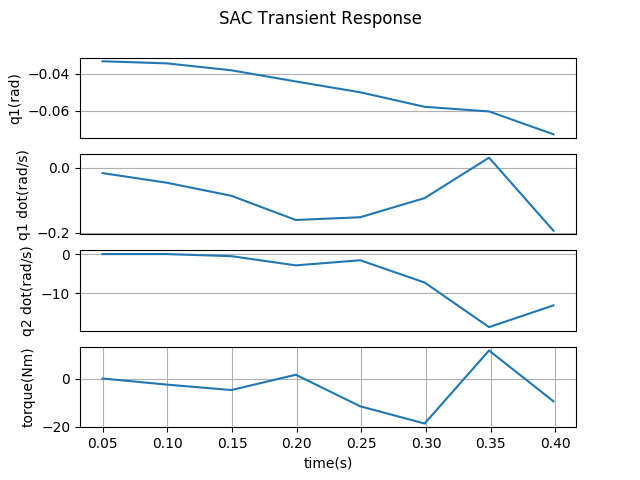 SAC Transient Response
q1(rad)
−0.04
−0.06
q1 dot(rad/s)
0.0
−0.2
q2 dot(rad/s)
0
−10
torque(Nm)
0
−20
0.05 0.10 0.15 0.20 0.25 0.30 0.35 0.40
time(s)